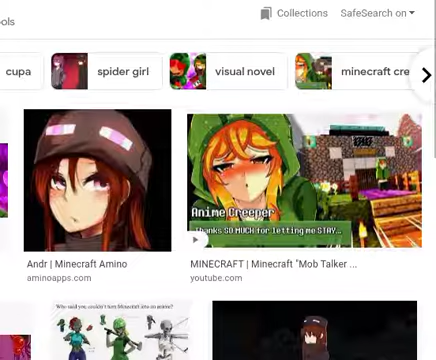 ols
Collections
SafeSearch on
cupa
spider girl
visual novel
minecraft cre
Anime Creeper
Thanks SO MUCH for letting me STAY...
Andr | Minecraft Amino
aminoapps.com
MINECRAFT | Minecraft "Mob Talker ...
youtube.com
Who said, you couldn't turn Minecraft into an anime?